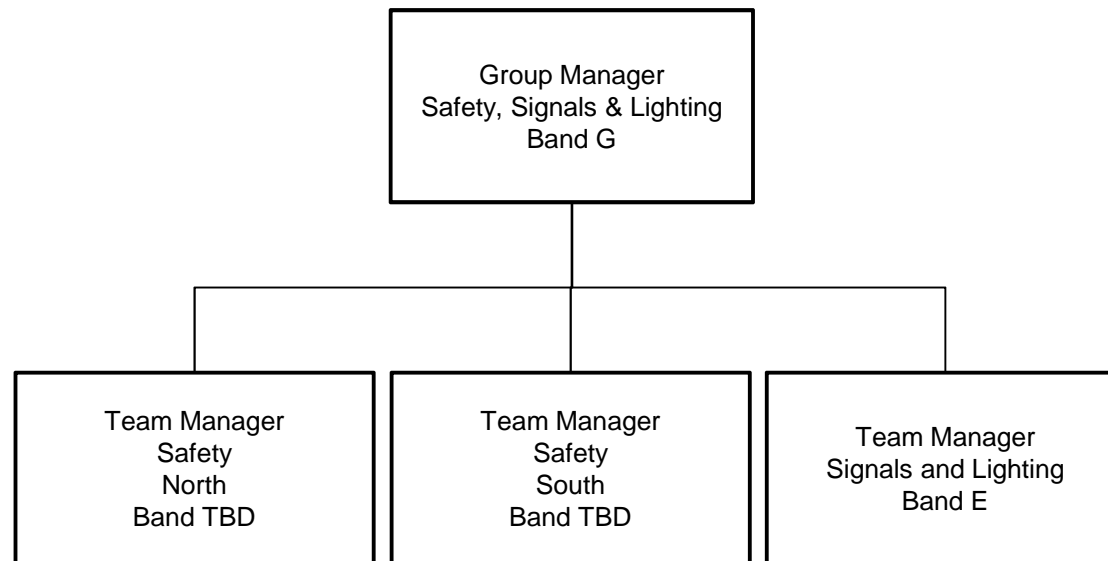 Group Manager
Safety, Signals & Lighting
Band G
Team Manager
Safety
North
Band TBD
Team Manager
Safety
South
Band TBD
Team Manager
Signals and Lighting
Band E